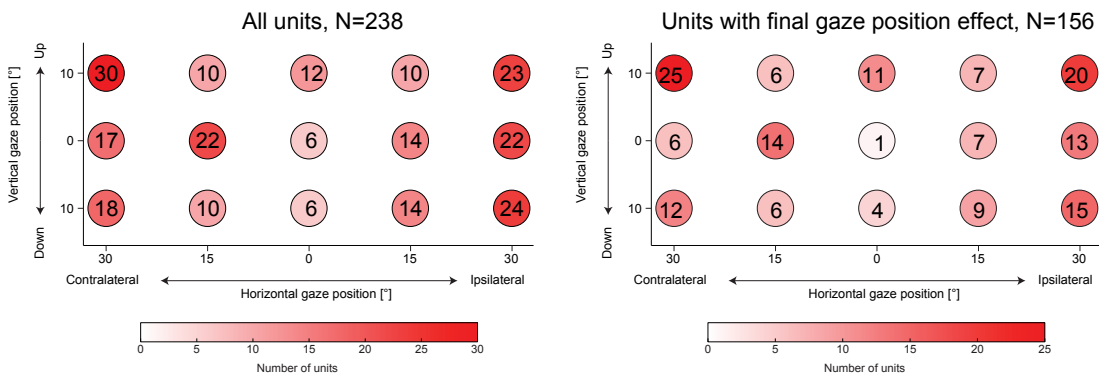 All units, N=238
Up
Vertical gaze position [°]
Down
10
0
10
30 10 12 10 23
17 22 6 14 22
18 10 6 14 24
30 15 0 15 30
Contralateral
Ipsilateral
Horizontal gaze position [°]
0 5 10 15 20 25 30
Number of units
Units with final gaze position effect, N=156
Up
Vertical gaze position [°]
Down
10
0
10
25 6 11 7 20
6 14 1 7 13
12 6 4 9 15
30 15 0 15 30
Contralateral
Ipsilateral
Horizontal gaze position [°]
0 5 10 15 20 25
Number of units